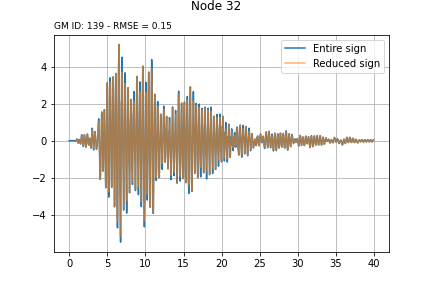 Node 32
GM ID: 139 - RMSE = 0.15
Entire sign
Reduced sign
4
2
0
−2
−4
0 5 10 15 20 25 30 35 40